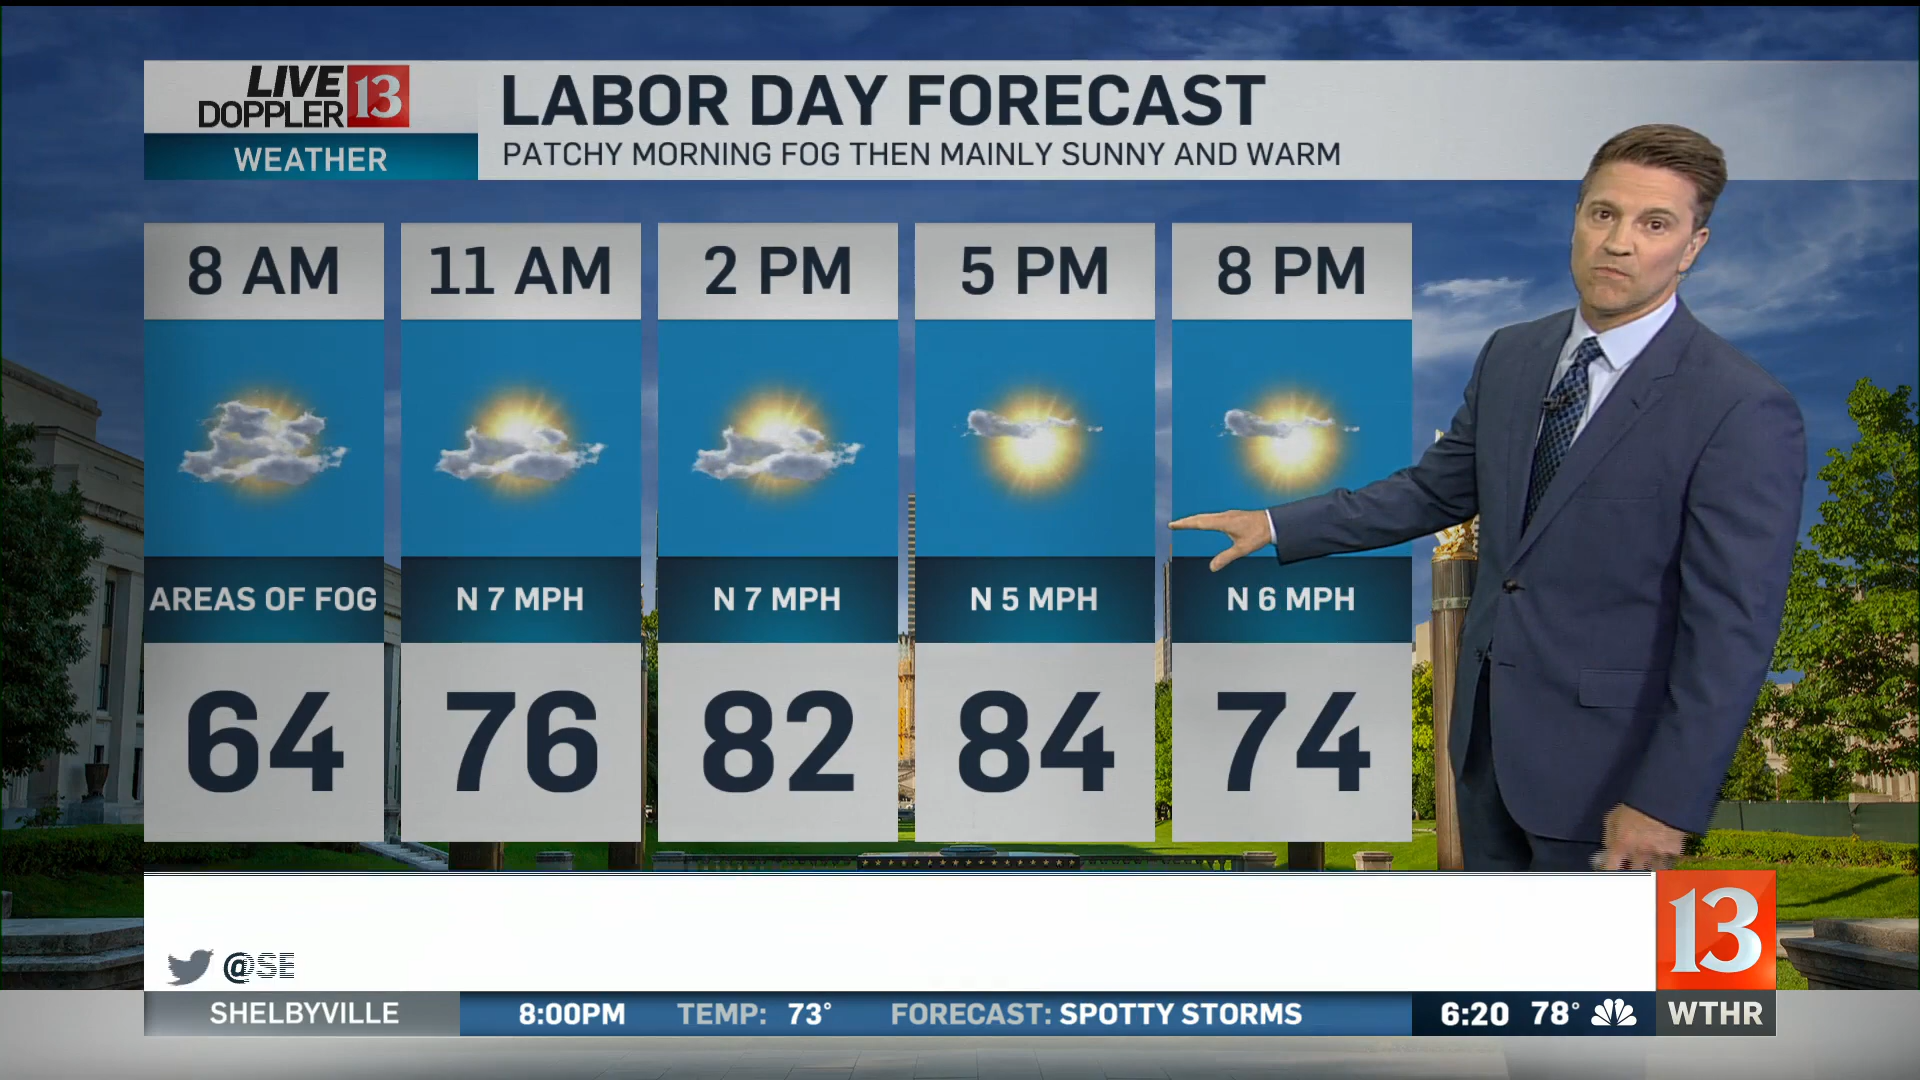 LIVE
DOPPLER 13
WEATHER
LABOR DAY FORECAST
PATCHY MORNING FOG THEN MAINLY SUNNY AND WARM
8 AM
11 AM
2 PM
5 PM
8 PM
AREAS OF FOG
N 7 MPH
N 7 MPH
N 5 MPH
N 6 MPH
64
76
82
84
74
@SE
13
SHELBYVILLE
8:00PM TEMP: 73° FORECAST: SPOTTY STORMS
6:20 78°
WTHR